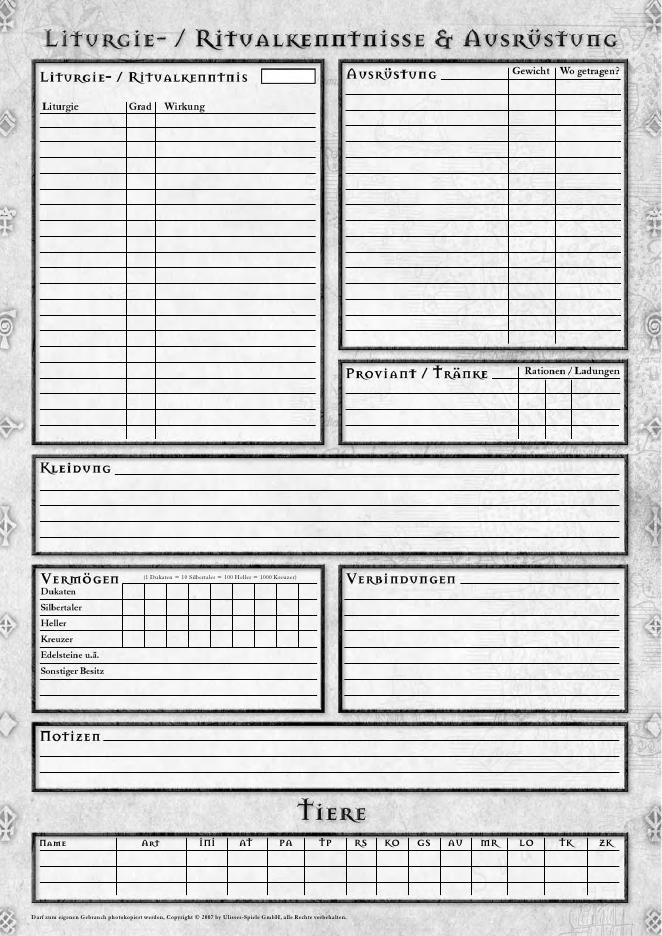 Liturgie- / Ritualkenntnisse & Ausrüstung
Liturgie- / Ritualkenntnis
Liturgie Grad Wirkung
Ausrüstung Gewicht Wo getragen?
Proviant / Tränke Rationen / Ladungen
Kleidung
Vermögen (1 Dukaten = 10 Silbertaler = 100 Heller = 1000 Kreuzer)
Dukaten
Silbertaler
Heller
Kreuzer
Edelsteine u.ä.
Sonstiger Besitz
Verbindungen
Notizen
Tiere
Name Art INI AT PA TP RS KO GS AU MR LO TK ZK
Darf zum eigenen Gebrauch photokopiert werden, Copyright © 2007 by Ulisses-Spiele GmbH, alle Rechte vorbehalten.